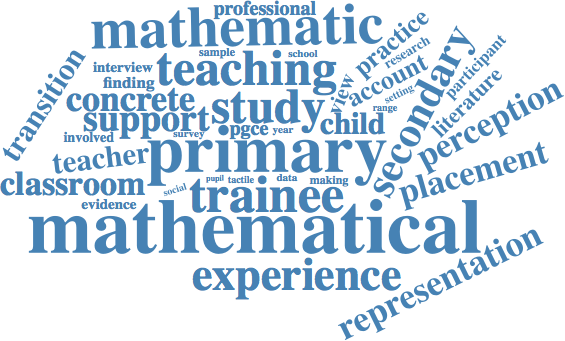 professional
mathematic
sample
school
practice
research
interview
teaching
view
account
secondary
participant
transition
finding
concrete
study
range
setting
literature
support
survey
pgce
year
child
perception
involved
primary
teacher
placement
classroom
social
pupil
tactile
data
making
trainee
evidence
mathematical
experience
representation